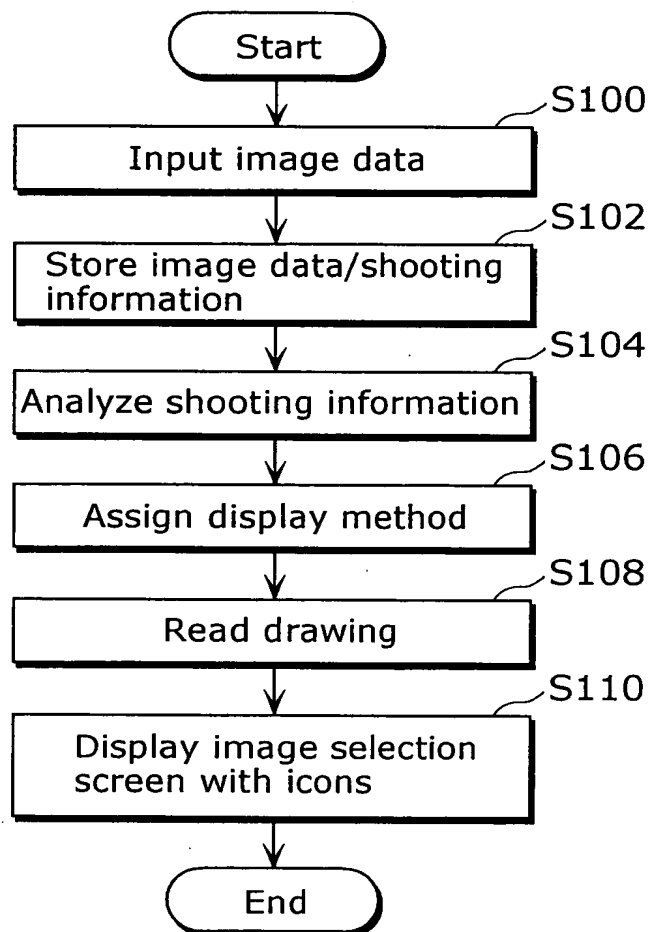 Start
S100
Input image data
S102
Store image data/shooting
information
S104
Analyze shooting information
S106
Assign display method
S108
Read drawing
S110
Display image selection
screen with icons
End